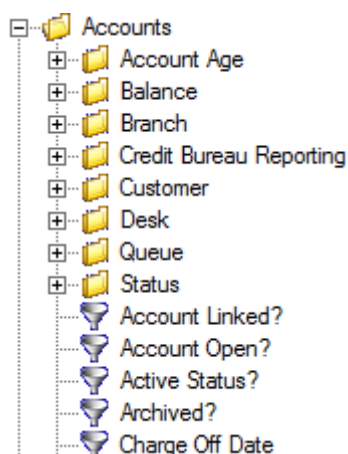 Accounts
Account Age
Balance
Branch
Credit Bureau Reporting
Customer
Desk
Queue
Status
Account Linked?
Account Open?
Active Status?
Archived?
Charge Off Date